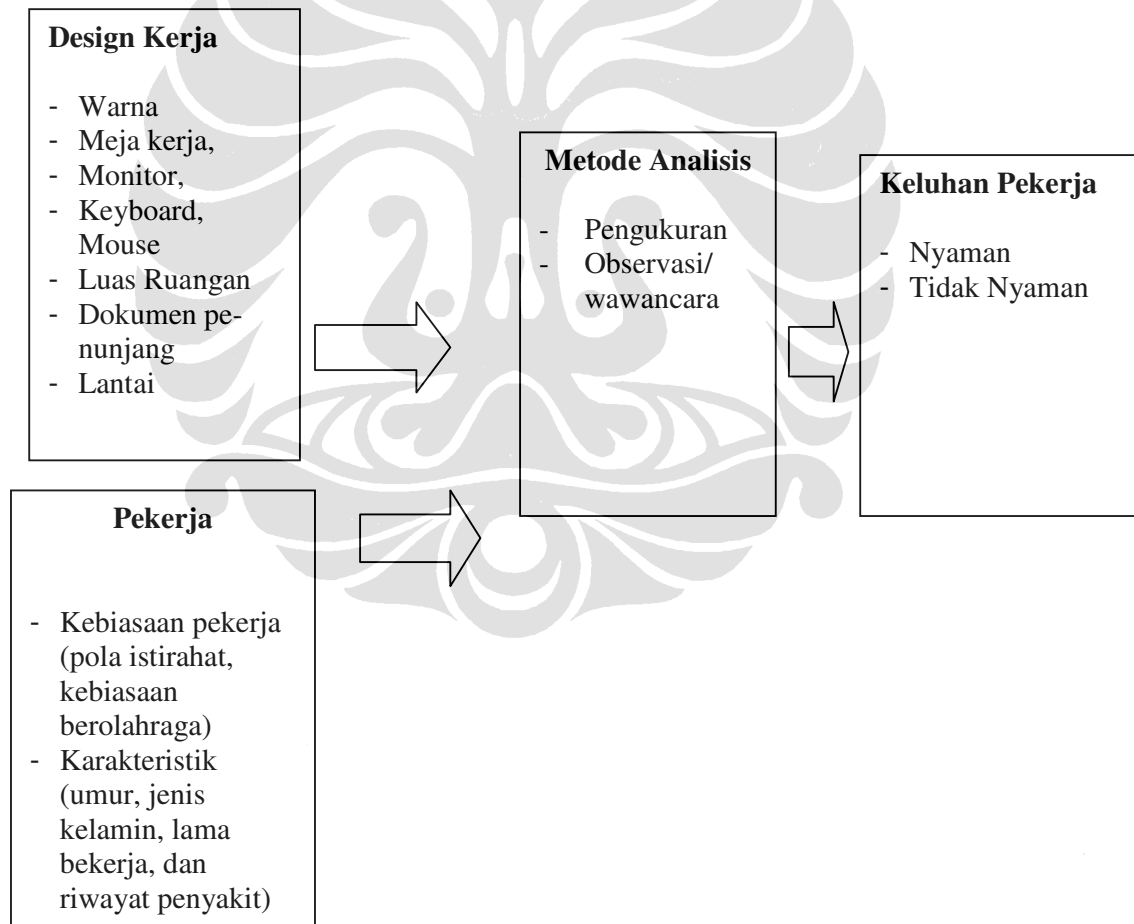 Design Kerja
- Warna
- Meja kerja,
- Monitor,
- Keyboard,
Mouse
- Luas Ruangan
- Dokumen pe-
nunjang
- Lantai
Pekerja
- Kebiasaan pekerja
(pola istirahat,
kebiasaan
berolahraga)
- Karakteristik
(umur, jenis
kelamin, lama
bekerja, dan
riwayat penyakit)
Metode Analisis
- Pengukuran
- Observasi/
wawancara
Keluhan Pekerja
- Nyaman
- Tidak Nyaman